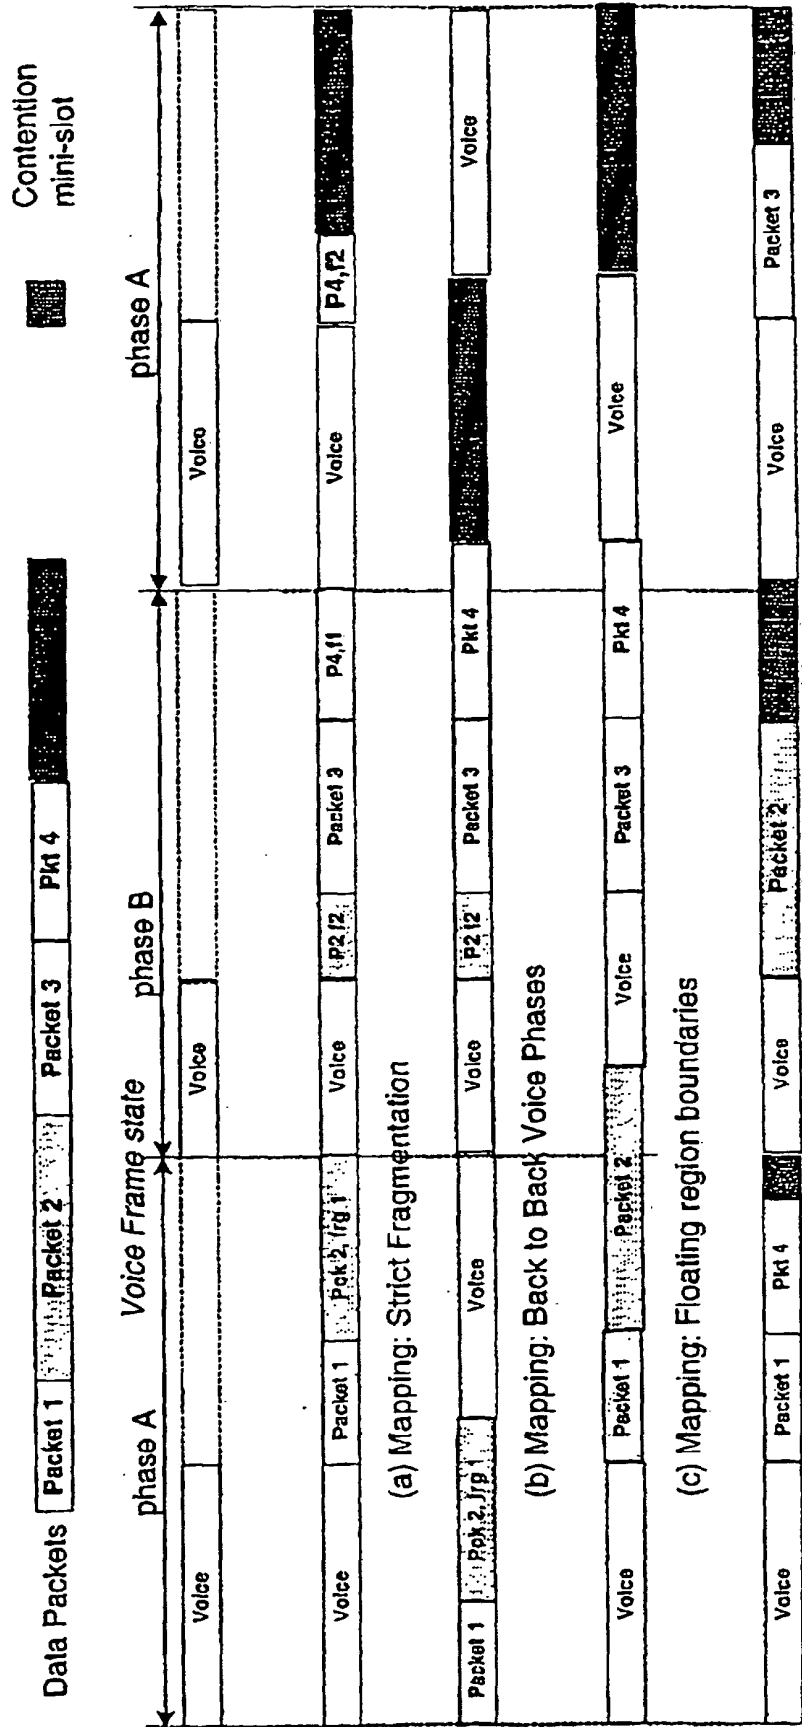 Contention
mini-slot
Data Packets Packet 1 Packet 2 Packet 3 Pkt 4
Voice Frame state
phase A phase B phase A
Voice Voice Voice
Voice Packet 1 Pck 2, frg.1 Voice P2 f2 Packet 3 P4,f1 Voice P4,f2
(a) Mapping: Strict Fragmentation
Packet 1 Pck 2, frg 1 Voice Voice P2 f2 Packet 3 Pkt 4 Voice
(b) Mapping: Back to Back Voice Phases
Voice Packet 1 Packet 2 Voice Packet 3 Pkt 4 Voice
(c) Mapping: Floating region boundaries
Voice Packet 1 Pkt 4 Voice Packet 2 Voice Packet 3